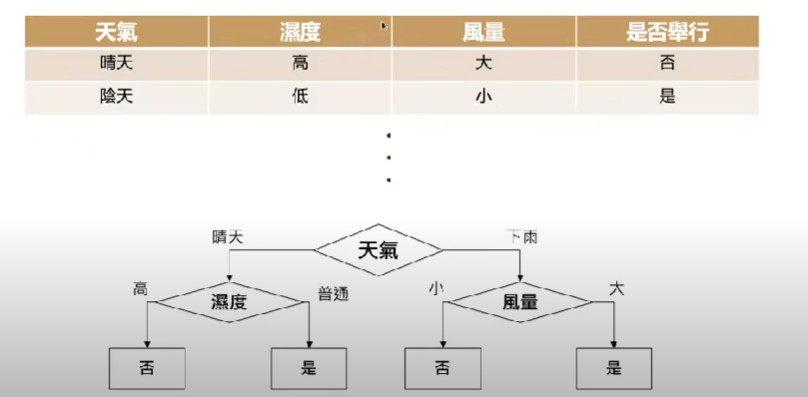 天氣 濕度 風量 是否舉行
晴天 高 大 否
陰天 低 小 是
晴天 天氣 下雨
高 濕度 普通 小 風量 大
否 是 否 是